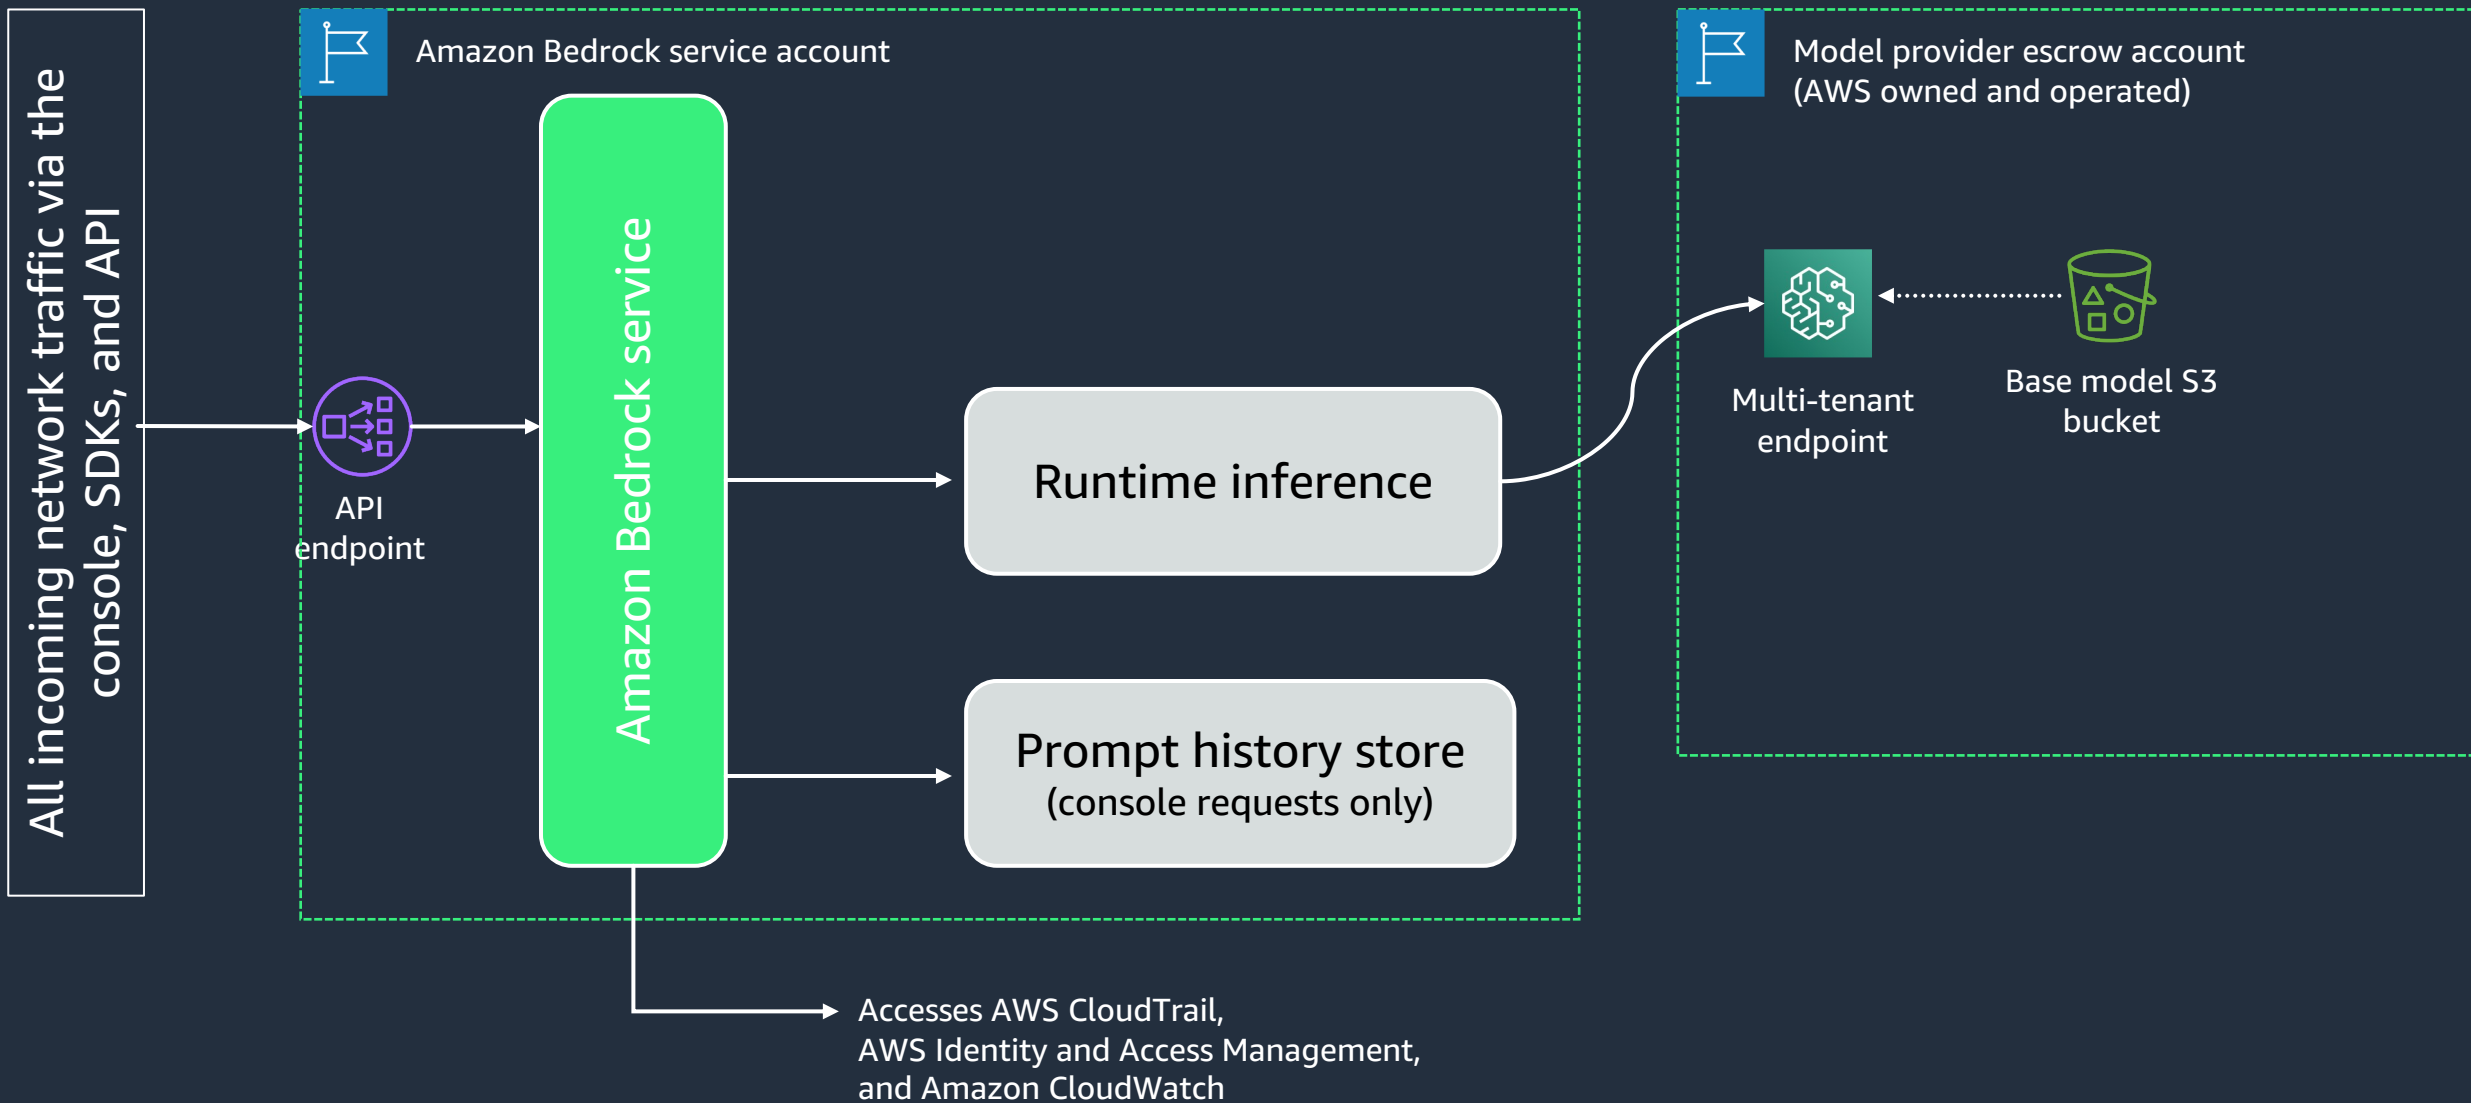 All incoming network traffic via the
console, SDKs, and API
Amazon Bedrock service account
API
endpoint
Amazon Bedrock service
Runtime inference
Prompt history store
(console requests only)
Accesses AWS CloudTrail,
AWS Identity and Access Management,
and Amazon CloudWatch
Model provider escrow account
(AWS owned and operated)
Multi-tenant
endpoint
Base model S3
bucket